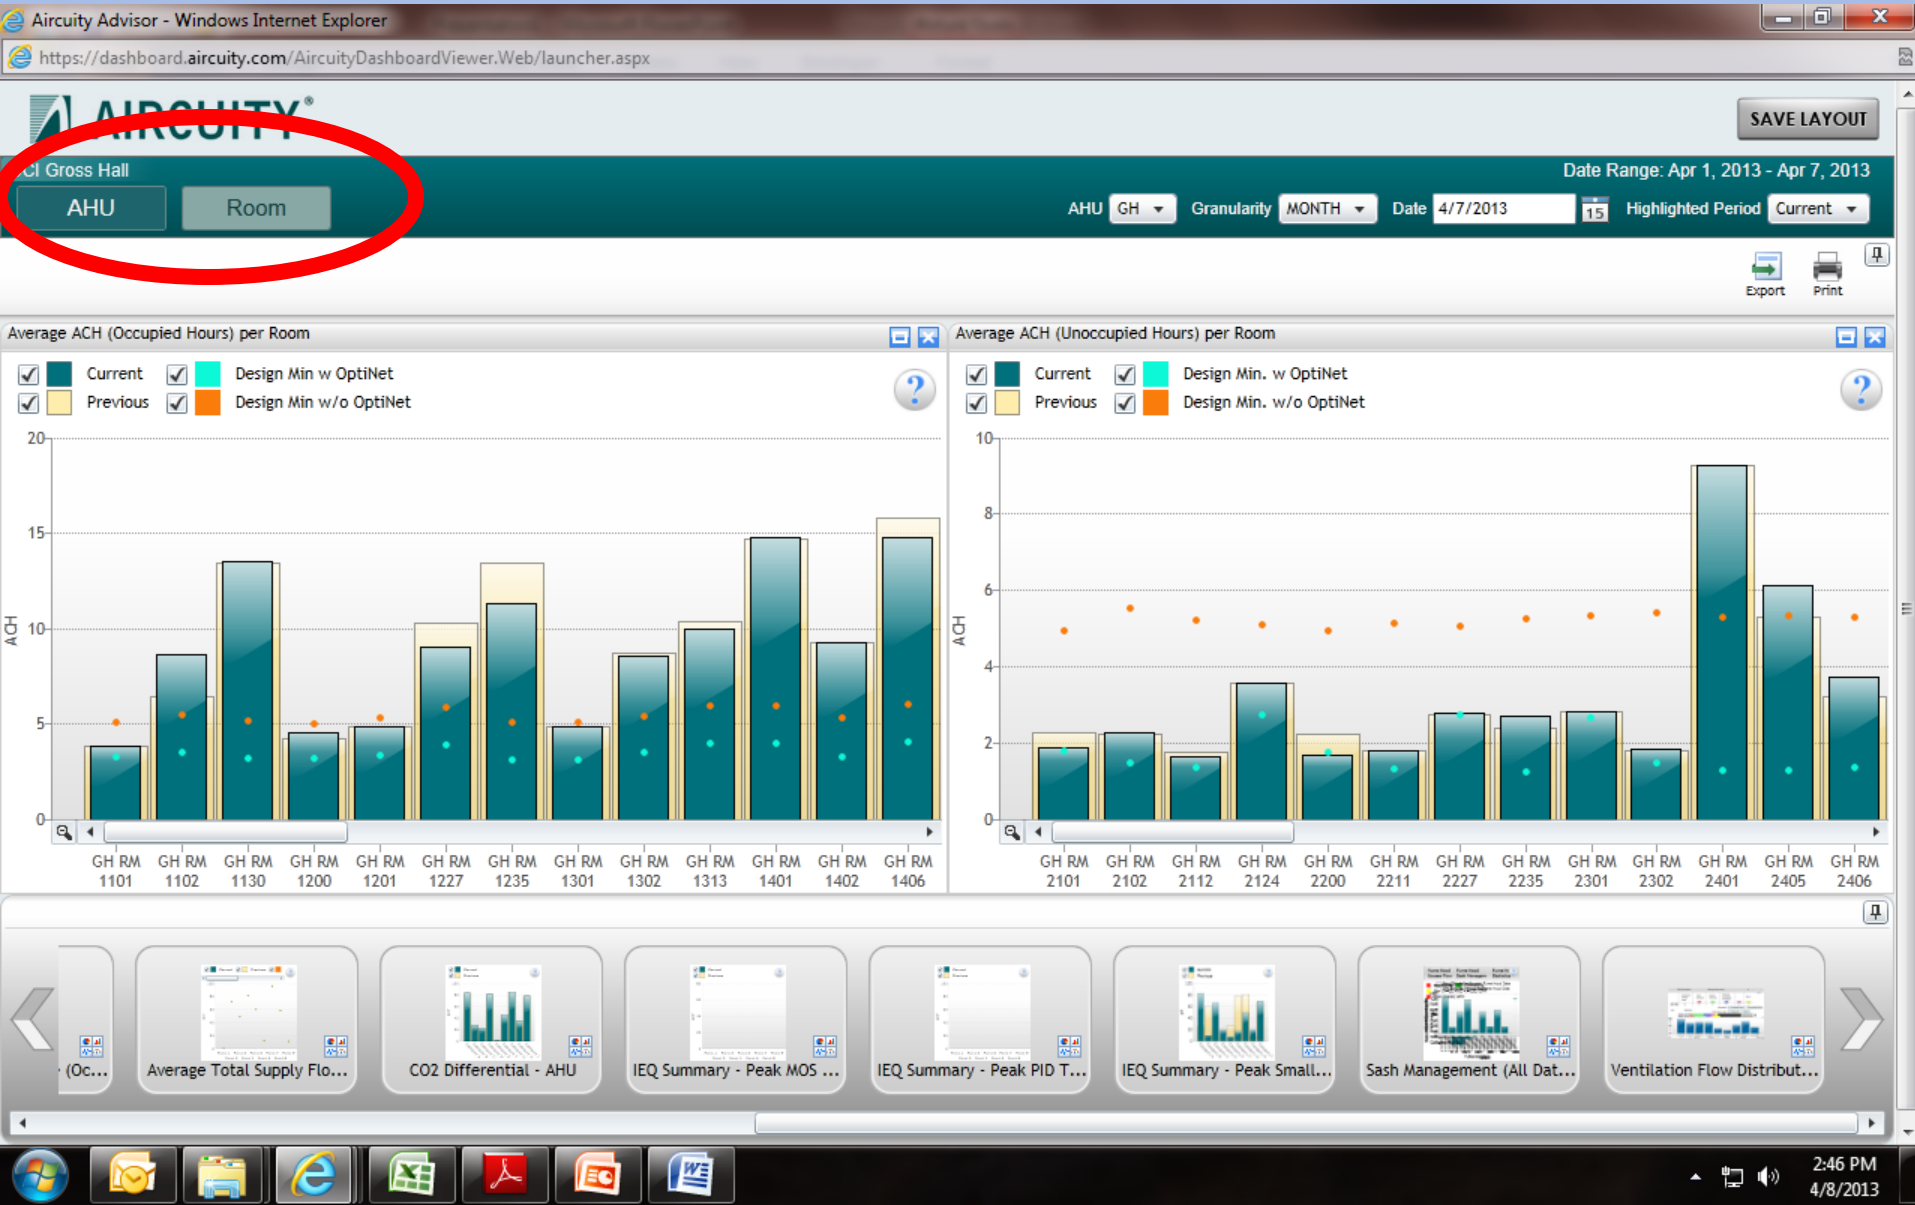 Aircuity Advisor - Windows Internet Explorer
https://dashboard.aircuity.com/AircuityDashboardViewer.Web/launcher.aspx
AIRCUITY®
SAVE LAYOUT
CI Gross Hall
Date Range: Apr 1, 2013 - Apr 7, 2013
AHU Room
AHU GH Granularity MONTH Date 4/7/2013 15 Highlighted Period Current
Export Print
Average ACH (Occupied Hours) per Room
Current Design Min w OptiNet
Previous Design Min w/o OptiNet
?
20
15
10
5
0
ACH
GH RM 1101
GH RM 1102
GH RM 1130
GH RM 1200
GH RM 1201
GH RM 1227
GH RM 1235
GH RM 1301
GH RM 1302
GH RM 1313
GH RM 1401
GH RM 1402
GH RM 1406
Average ACH (Unoccupied Hours) per Room
Current Design Min. w OptiNet
Previous Design Min. w/o OptiNet
?
10
8
6
4
2
0
ACH
GH RM 2101
GH RM 2102
GH RM 2112
GH RM 2124
GH RM 2200
GH RM 2211
GH RM 2227
GH RM 2235
GH RM 2301
GH RM 2302
GH RM 2401
GH RM 2405
GH RM 2406
(Oc...
Average Total Supply Flo...
CO2 Differential - AHU
IEQ Summary - Peak MOS ...
IEQ Summary - Peak PID T...
IEQ Summary - Peak Small...
Sash Management (All Dat...
Ventilation Flow Distribut...
2:46 PM
4/8/2013